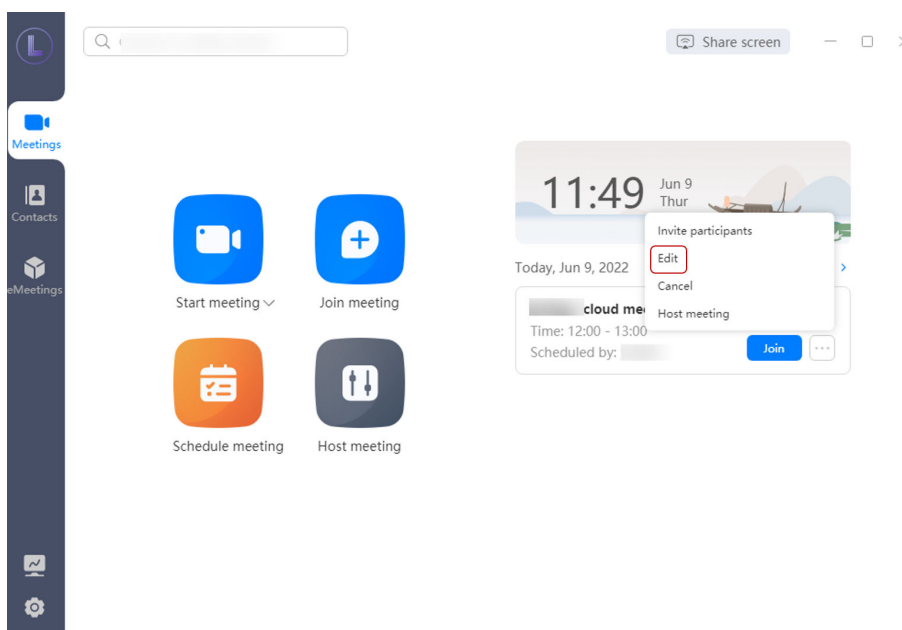 L
Share screen
Meetings
Contacts
eMeetings
Start meeting
Join meeting
Schedule meeting
Host meeting
11:49
Jun 9
Thur
Invite participants
Edit
Cancel
Host meeting
Today, Jun 9, 2022
cloud me
Time: 12:00 - 13:00
Scheduled by:
Join